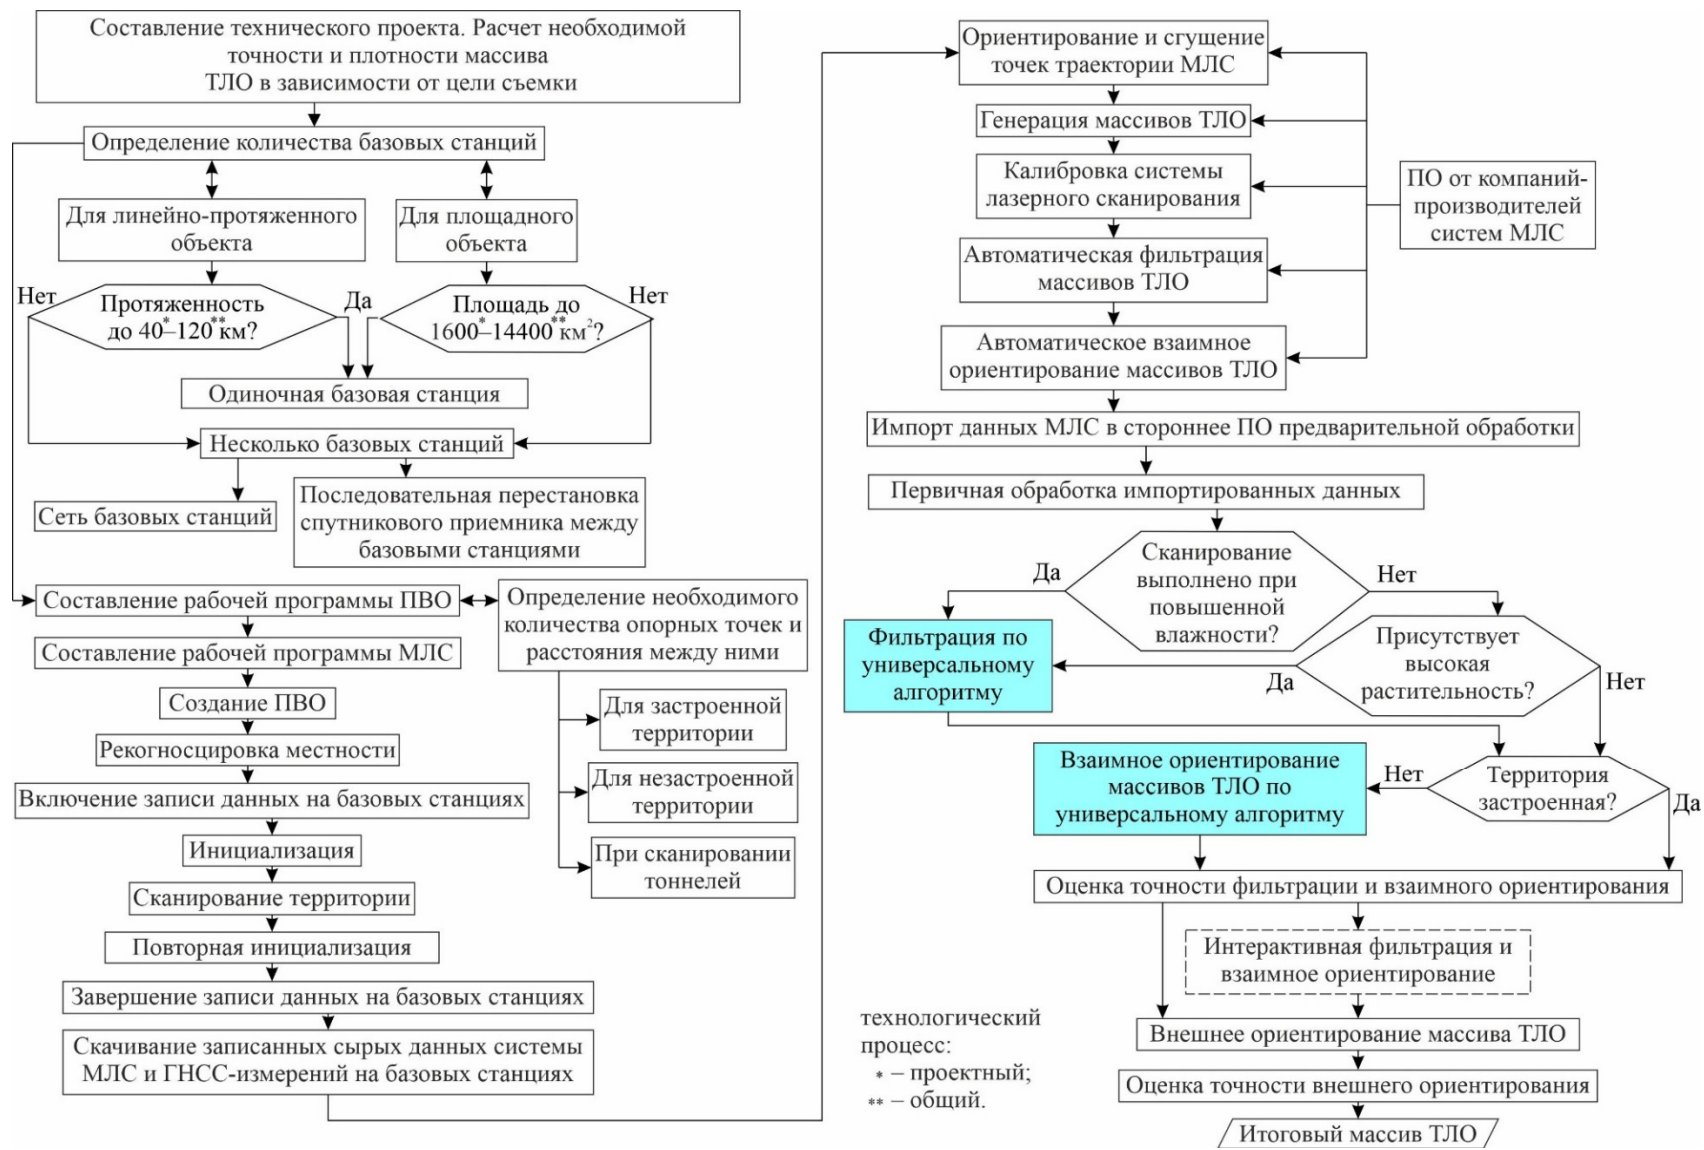 Составление технического проекта. Расчет необходимой
точности и плотности массива
ТЛО в зависимости от цели съемки
Определение количества базовых станций
Для линейно-протяженного
объекта
Для площадного
объекта
Нет
Протяженность
до 40*–120**км?
Да
Площадь до
1600*–14400**км²?
Нет
Одиночная базовая станция
Несколько базовых станций
Сеть базовых станций
Последовательная перестановка
спутникового приемника между
базовыми станциями
Составление рабочей программы ПВО
Определение необходимого
количества опорных точек и
расстояния между ними
Составление рабочей программы МЛС
Создание ПВО
Для застроенной
территории
Рекогносцировка местности
Для незастроенной
территории
Включение записи данных на базовых станциях
Инициализация
При сканировании
тоннелей
Сканирование территории
Повторная инициализация
Завершение записи данных на базовых станциях
Скачивание записанных сырых данных системы
МЛС и ГНСС-измерений на базовых станциях
Ориентирование и сгущение
точек траектории МЛС
Генерация массивов ТЛО
Калибровка системы
лазерного сканирования
ПО от компаний-
производителей
систем МЛС
Автоматическая фильтрация
массивов ТЛО
Автоматическое взаимное
ориентирование массивов ТЛО
Импорт данных МЛС в стороннее ПО предварительной обработки
Первичная обработка импортированных данных
Сканирование
выполнено при
повышенной
влажности?
Да
Нет
Фильтрация по
универсальному
алгоритму
Присутствует
высокая
растительность?
Да
Нет
Взаимное ориентирование
массивов ТЛО по
универсальному алгоритму
Нет
Территория
застроенная?
Да
Оценка точности фильтрации и взаимного ориентирования
Интерактивная фильтрация и
взаимное ориентирование
Внешнее ориентирование массива ТЛО
Оценка точности внешнего ориентирования
Итоговый массив ТЛО
технологический
процесс:
* – проектный;
** – общий.